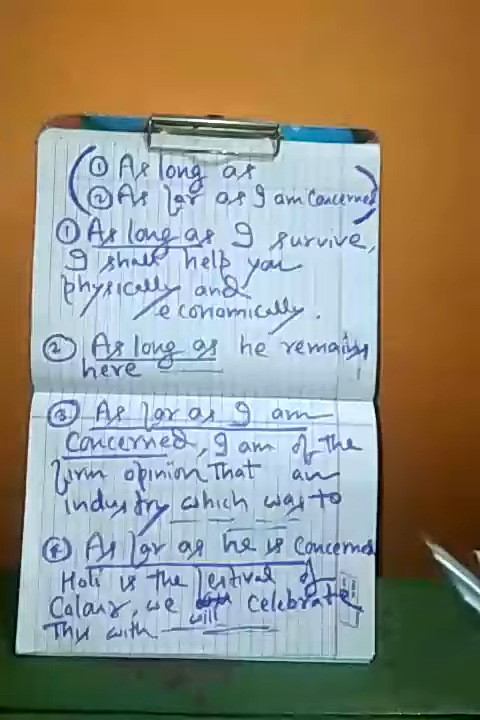 ① As long as
② As far as I am concerned
① As long as I survive,
I shall help you
physically and
economically.
② As long as he remains
here
③ As far as I am
Concerned, I am of the
firm opinion that an
industry which was to
④ As far as he is concerned
Holi is the festival of
Colour, we will celebrate
This with